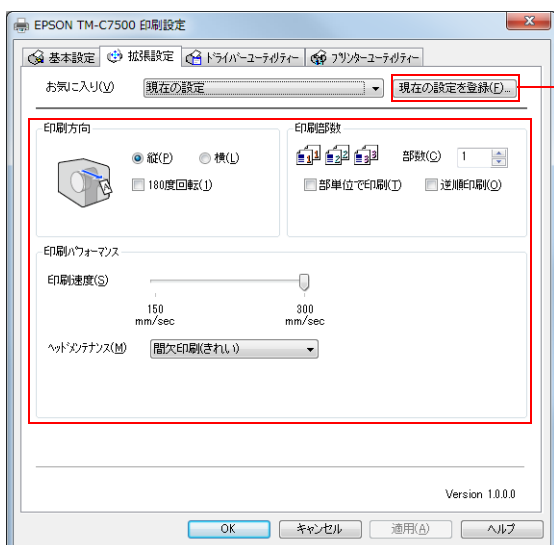 EPSON TM-C7500 印刷設定
基本設定 拡張設定 ドライバーユーティリティー プリンターユーティリティー
お気に入り(V) 現在の設定 現在の設定を登録(F)...
印刷方向 印刷部数
縦(P) 横(L) 1 1 2 2 3 3 部数(C) 1
180度回転(1) 部単位で印刷(T) 逆順印刷(O)
印刷パフォーマンス
印刷速度(S)
150 300
mm/sec mm/sec
ヘッドメンテナンス(M) 間欠印刷(きれい)
Version 1.0.0.0
OK キャンセル 適用(A) ヘルプ